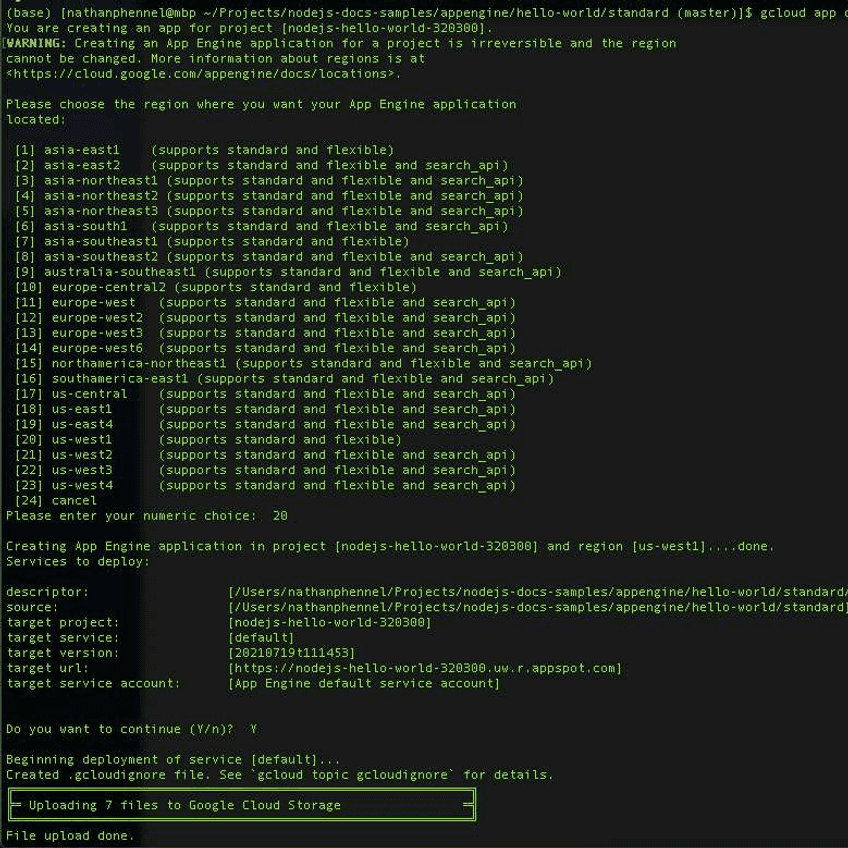 (base) [nathanphennel@mbp ~/Projects/nodejs-docs-samples/appengine/hello-world/standard (master)]$ gcloud app
You are creating an app for project [nodejs-hello-world-320300].
WARNING: Creating an App Engine application for a project is irreversible and the region
cannot be changed. More information about regions is at
<https://cloud.google.com/appengine/docs/locations>.
Please choose the region where you want your App Engine application
located:
[1] asia-east1    (supports standard and flexible)
[2] asia-east2    (supports standard and flexible and search_api)
[3] asia-northeast1 (supports standard and flexible and search_api)
[4] asia-northeast2 (supports standard and flexible and search_api)
[5] asia-northeast3 (supports standard and flexible and search_api)
[6] asia-south1   (supports standard and flexible and search_api)
[7] asia-southeast1 (supports standard and flexible)
[8] asia-southeast2 (supports standard and flexible and search_api)
[9] australia-southeast1 (supports standard and flexible and search_api)
[10] europe-central2 (supports standard and flexible)
[11] europe-west   (supports standard and flexible and search_api)
[12] europe-west2  (supports standard and flexible and search_api)
[13] europe-west3  (supports standard and flexible and search_api)
[14] europe-west6  (supports standard and flexible and search_api)
[15] northamerica-northeast1 (supports standard and flexible and search_api)
[16] southamerica-east1 (supports standard and flexible and search_api)
[17] us-central    (supports standard and flexible and search_api)
[18] us-east1      (supports standard and flexible and search_api)
[19] us-east4      (supports standard and flexible and search_api)
[20] us-west1      (supports standard and flexible)
[21] us-west2      (supports standard and flexible and search_api)
[22] us-west3      (supports standard and flexible and search_api)
[23] us-west4      (supports standard and flexible and search_api)
[24] cancel
Please enter your numeric choice:  20
Creating App Engine application in project [nodejs-hello-world-320300] and region [us-west1]....done.
Services to deploy:
descriptor:                  [/Users/nathanphennel/Projects/nodejs-docs-samples/appengine/hello-world/standard/
source:                      [/Users/nathanphennel/Projects/nodejs-docs-samples/appengine/hello-world/standard]
target project:              [nodejs-hello-world-320300]
target service:              [default]
target version:              [20210719t111453]
target url:                  [https://nodejs-hello-world-320300.uw.r.appspot.com]
target service account:      [App Engine default service account]
Do you want to continue (Y/n)?  Y
Beginning deployment of service [default]...
Created .gcloudignore file. See `gcloud topic gcloudignore` for details.
Uploading 7 files to Google Cloud Storage
File upload done.